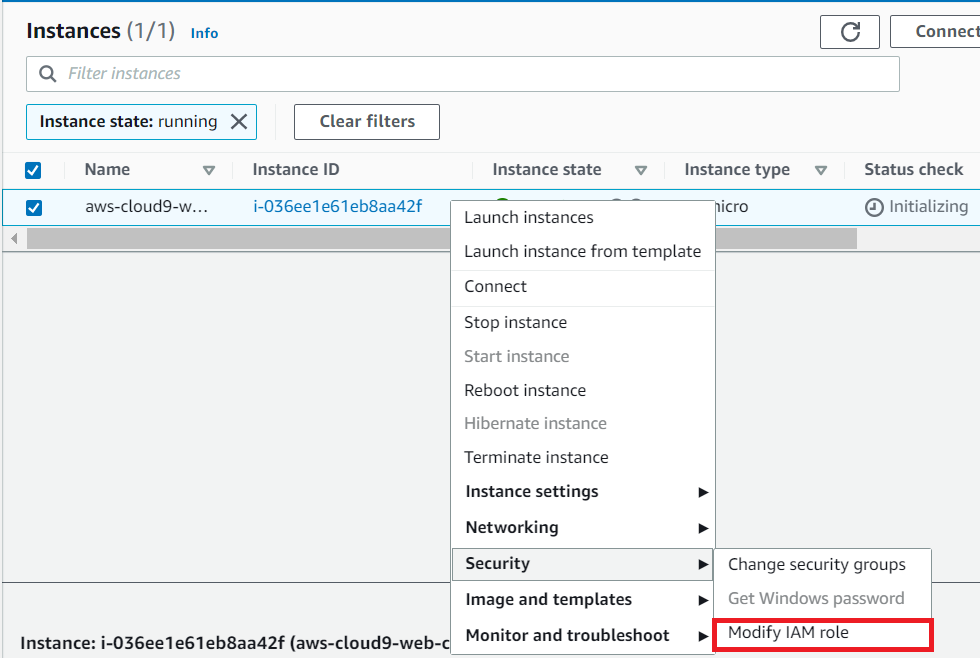 Instances (1/1) Info
Connect
Filter instances
Instance state: running
Clear filters
Name Instance ID Instance state Instance type Status check
aws-cloud9-w... i-036ee1e61eb8aa42f Initializing
Launch instances
Launch instance from template
Connect
Stop instance
Start instance
Reboot instance
Hibernate instance
Terminate instance
Instance settings
Networking
Security
Change security groups
Image and templates
Get Windows password
Monitor and troubleshoot
Modify IAM role
Instance: i-036ee1e61eb8aa42f (aws-cloud9-web-c